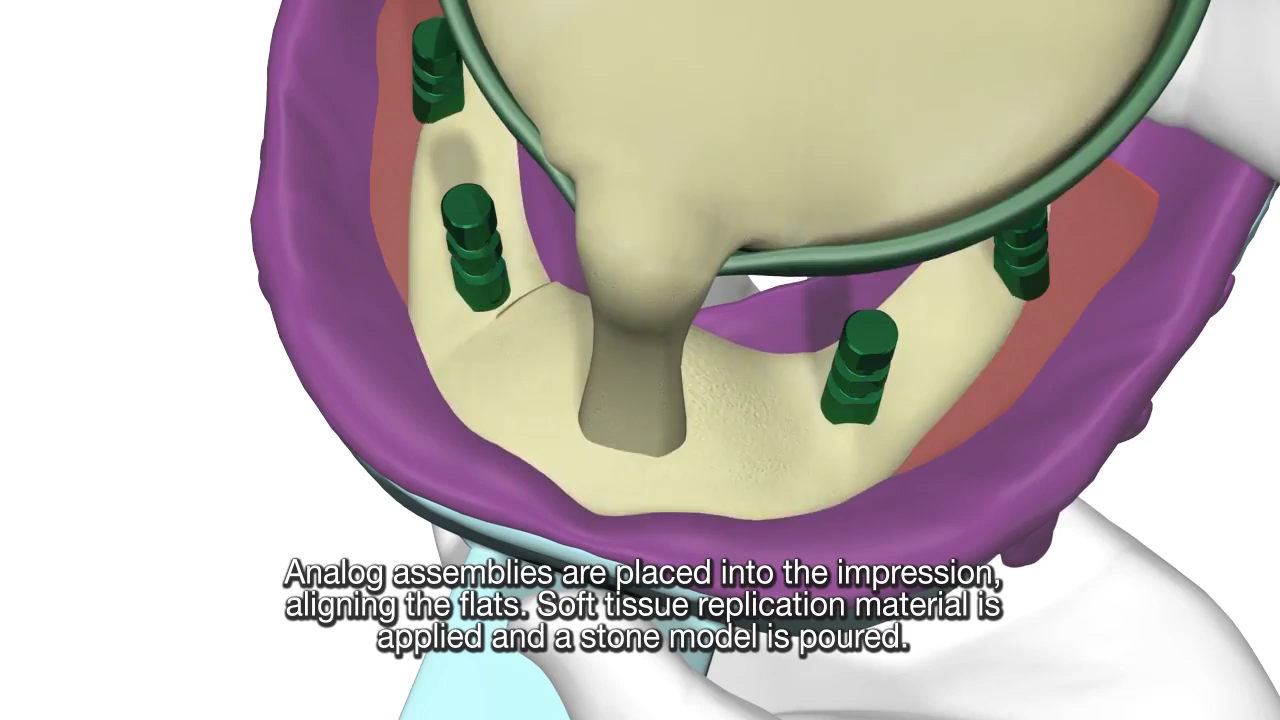 Analog assemblies are placed into the impression,
aligning the flats. Soft tissue replication material is
applied and a stone model is poured.